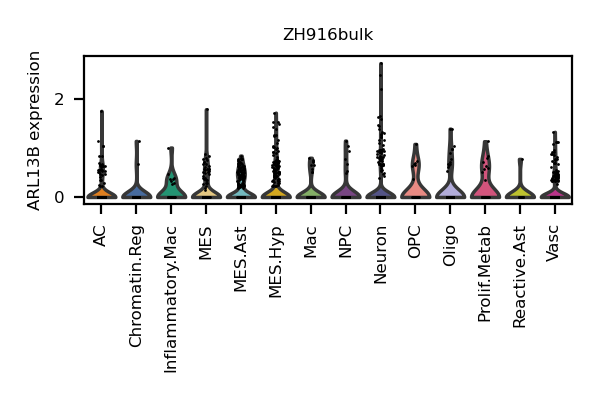 ZH916bulk
ARL13B expression
2
0
AC
Chromatin.Reg
Inflammatory.Mac
MES
MES.Ast
MES.Hyp
Mac
NPC
Neuron
OPC
Oligo
Prolif.Metab
Reactive.Ast
Vasc